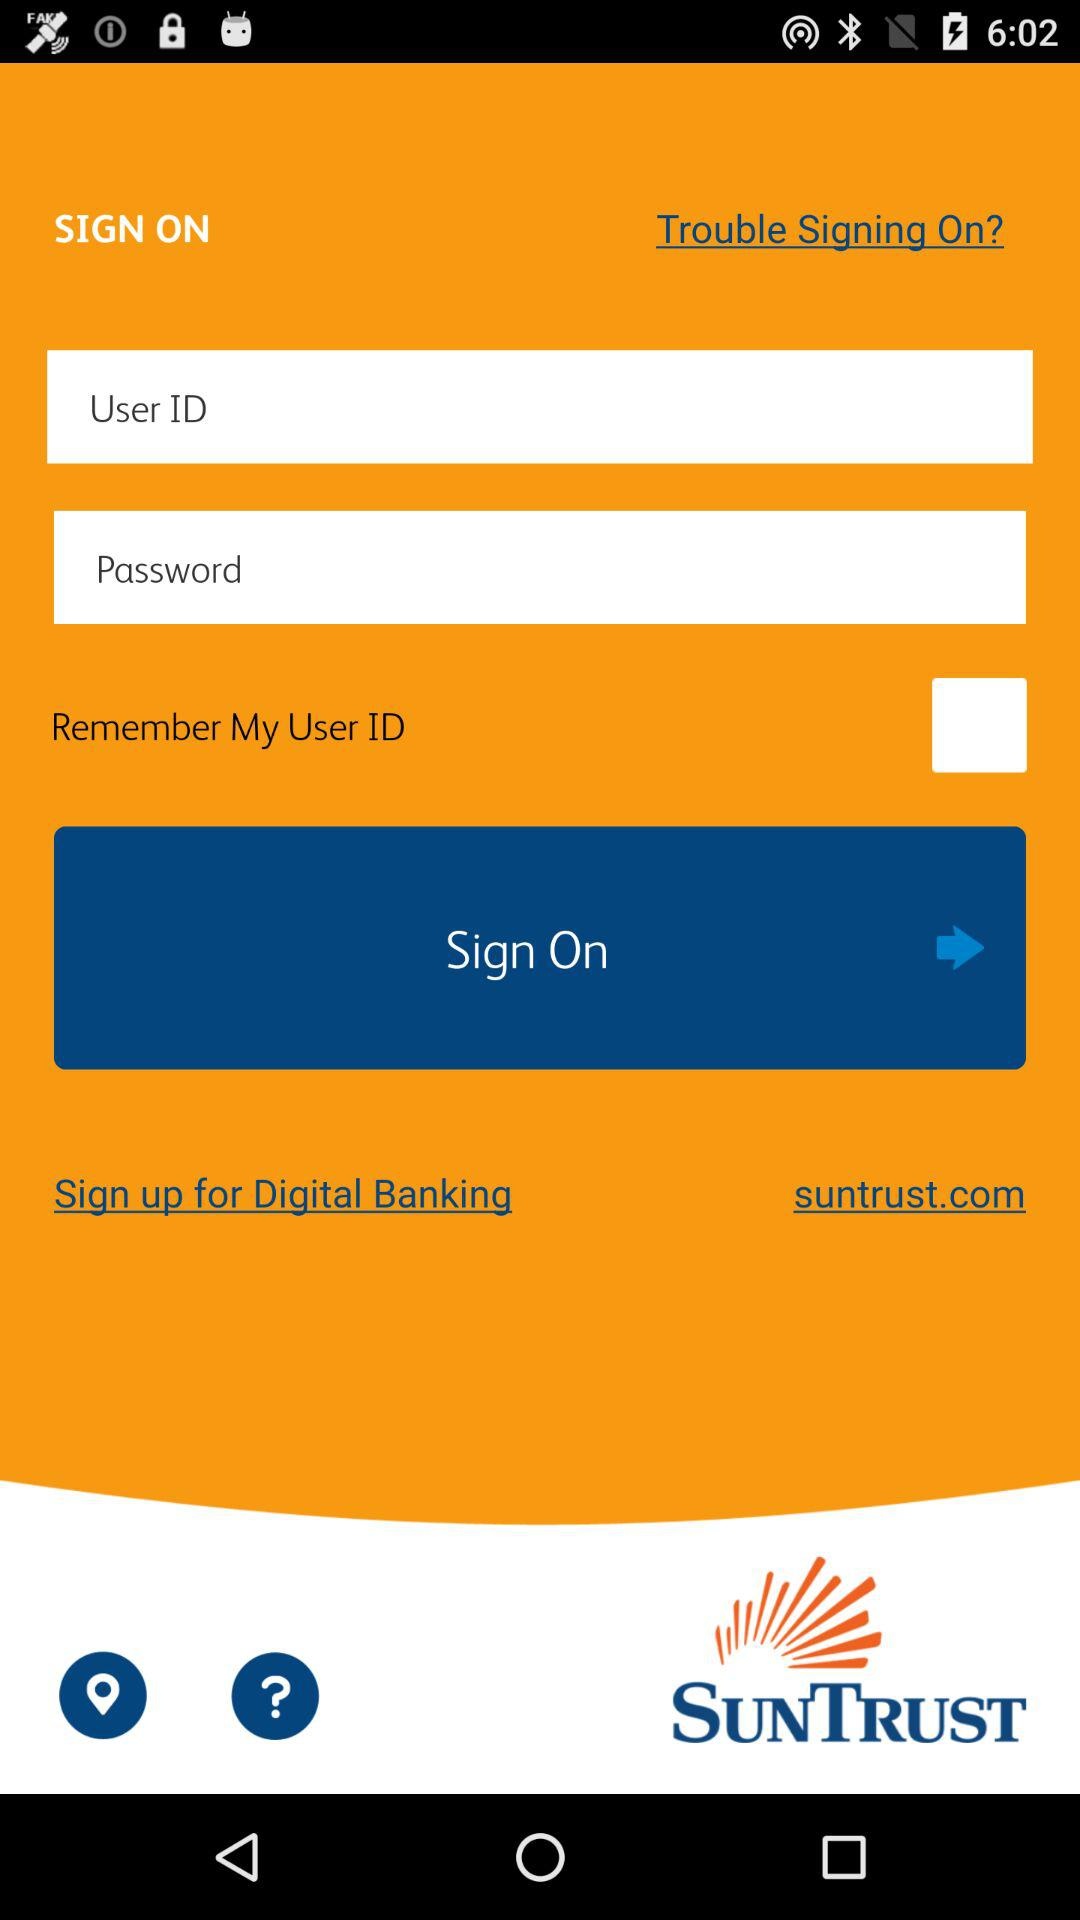 FAKE
6:02
SIGN ON
Trouble Signing On?
User ID
Password
Remember My User ID
Sign On
Sign up for Digital Banking
suntrust.com
?
SUNTRUST